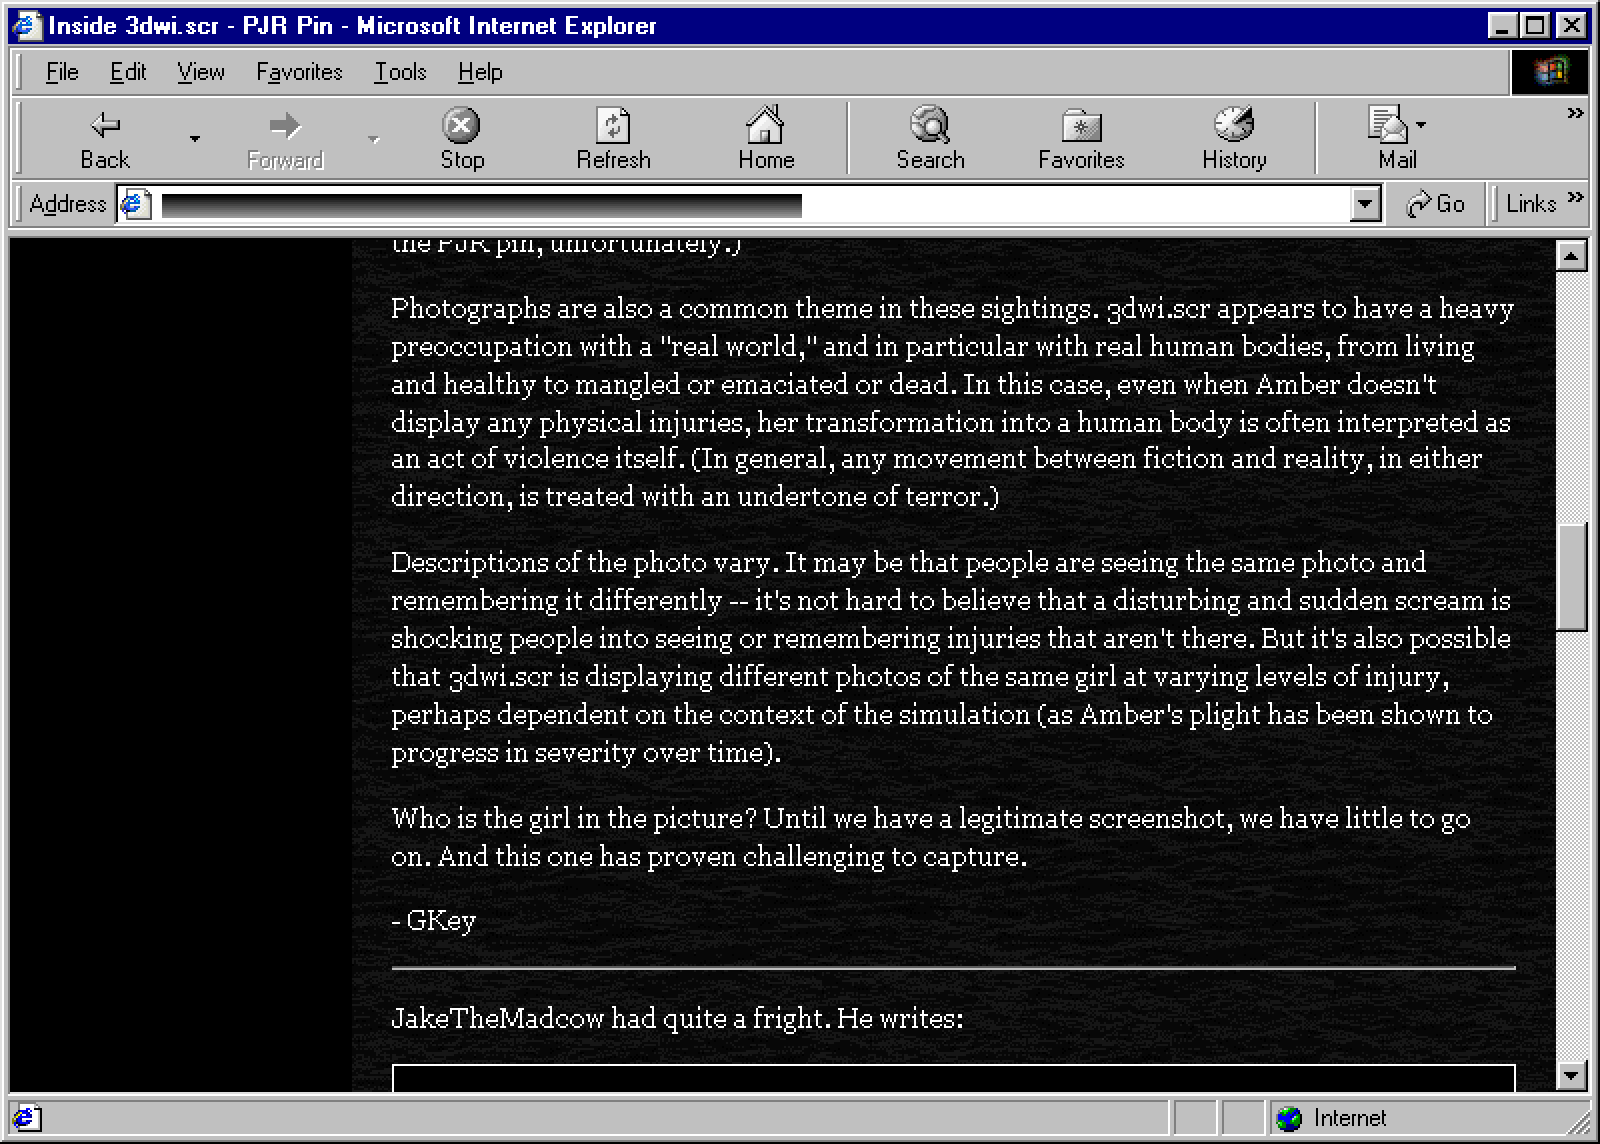 Inside 3dwi.scr - PJR Pin - Microsoft Internet Explorer
File Edit View Favorites Tools Help
Back Forward Stop Refresh Home Search Favorites History Mail »
Address Go Links »
the PJR pin, unfortunately.)
Photographs are also a common theme in these sightings. 3dwi.scr appears to have a heavy
preoccupation with a "real world," and in particular with real human bodies, from living
and healthy to mangled or emaciated or dead. In this case, even when Amber doesn't
display any physical injuries, her transformation into a human body is often interpreted as
an act of violence itself. (In general, any movement between fiction and reality, in either
direction, is treated with an undertone of terror.)
Descriptions of the photo vary. It may be that people are seeing the same photo and
remembering it differently -- it's not hard to believe that a disturbing and sudden scream is
shocking people into seeing or remembering injuries that aren't there. But it's also possible
that 3dwi.scr is displaying different photos of the same girl at varying levels of injury,
perhaps dependent on the context of the simulation (as Amber's plight has been shown to
progress in severity over time).
Who is the girl in the picture? Until we have a legitimate screenshot, we have little to go
on. And this one has proven challenging to capture.
- GKey
JakeTheMadcow had quite a fright. He writes:
Internet